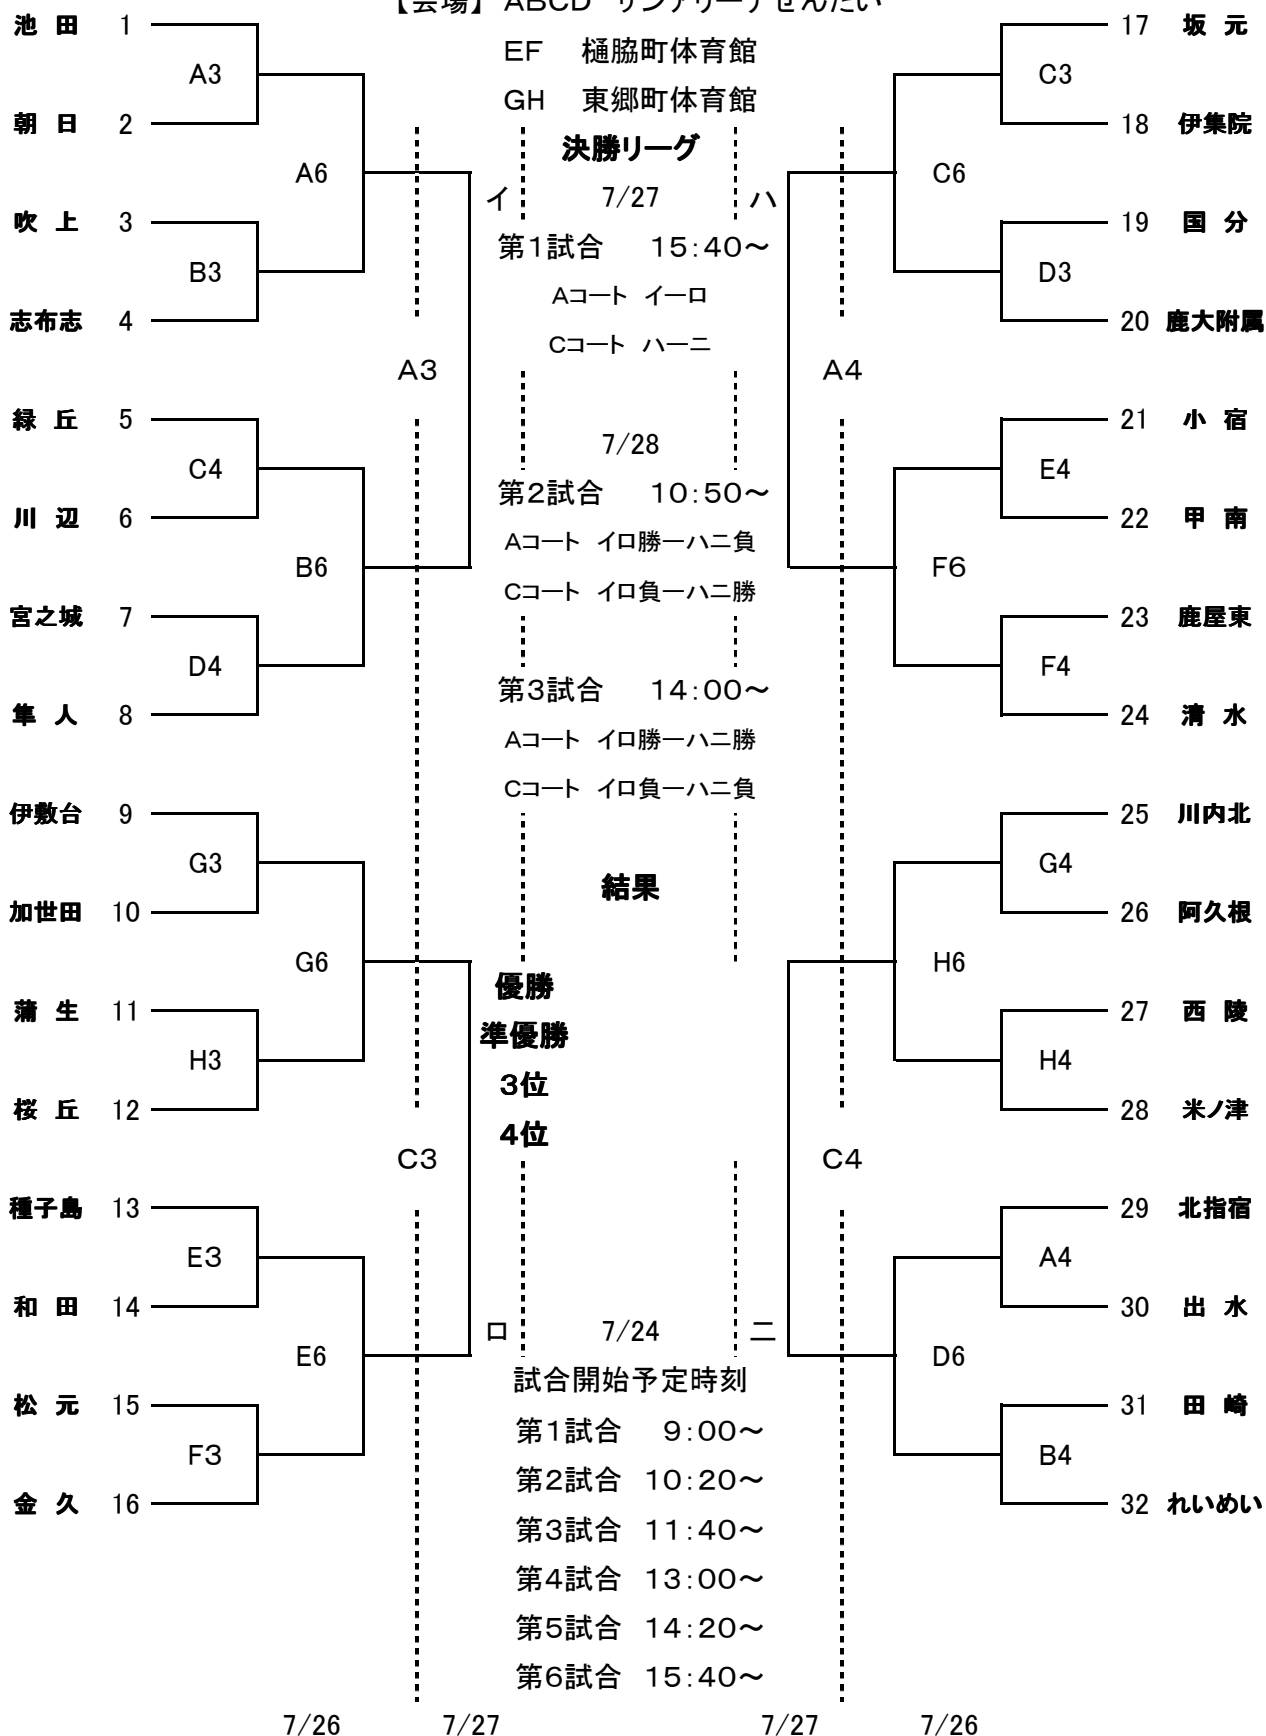 【会場】 ABCD サンアリーナせんだい
EF 樋脇町体育館
GH 東郷町体育館
決勝リーグ
7/27
第1試合 15:40～
Aコート イーロ
Cコート ハーニ
7/28
第2試合 10:50～
Aコート イロ勝ーハニ負
Cコート イロ負ーハニ勝
第3試合 14:00～
Aコート イロ勝ーハニ勝
Cコート イロ負ーハニ負
結果
優勝
準優勝
3位
4位
7/24
試合開始予定時刻
第1試合 9:00～
第2試合 10:20～
第3試合 11:40～
第4試合 13:00～
第5試合 14:20～
第6試合 15:40～
池 田 1
A3
朝 日 2
A6
吹 上 3
B3
志布志 4
イ
A3
緑 丘 5
C4
川 辺 6
B6
宮之城 7
D4
隼 人 8
伊敷台 9
G3
加世田 10
G6
蒲 生 11
H3
桜 丘 12
C3
種子島 13
E3
和 田 14
ロ
E6
松 元 15
F3
金 久 16
17 坂 元
C3
18 伊集院
C6
ハ
19 国 分
D3
20 鹿大附属
A4
21 小 宿
E4
22 甲 南
F6
23 鹿屋東
F4
24 清 水
25 川内北
G4
26 阿久根
H6
27 西 陵
H4
28 米ノ津
C4
29 北指宿
A4
30 出 水
ニ
D6
31 田 崎
B4
32 れいめい
7/26 7/27 7/27 7/26